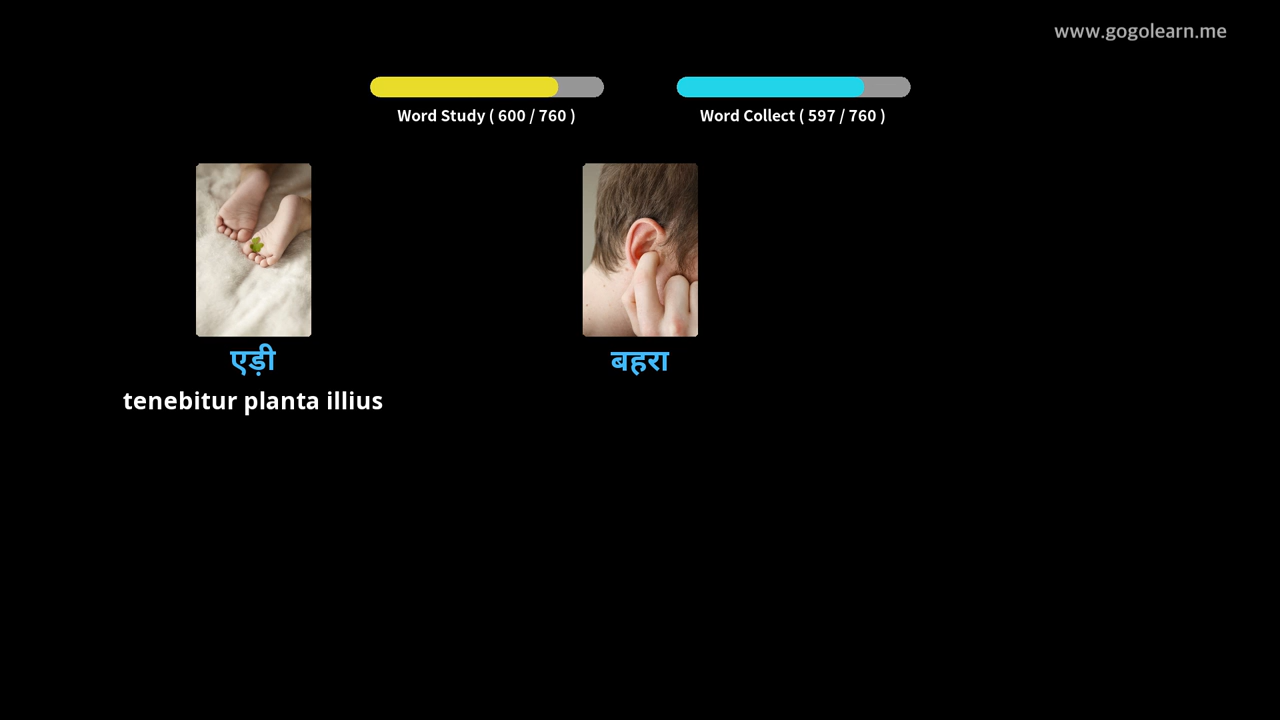 www.gogolearn.me
Word Study ( 600 / 760 )
Word Collect ( 597 / 760 )
एड़ी
बहरा
tenebitur planta illius